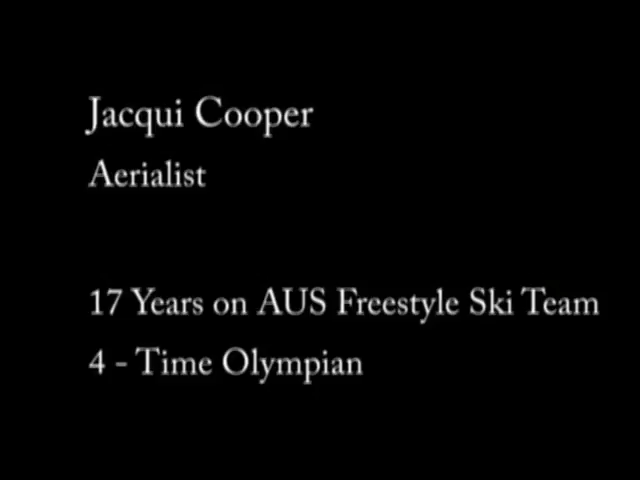 Jacqui Cooper
Aerialist
17 Years on AUS Freestyle Ski Team
4 - Time Olympian